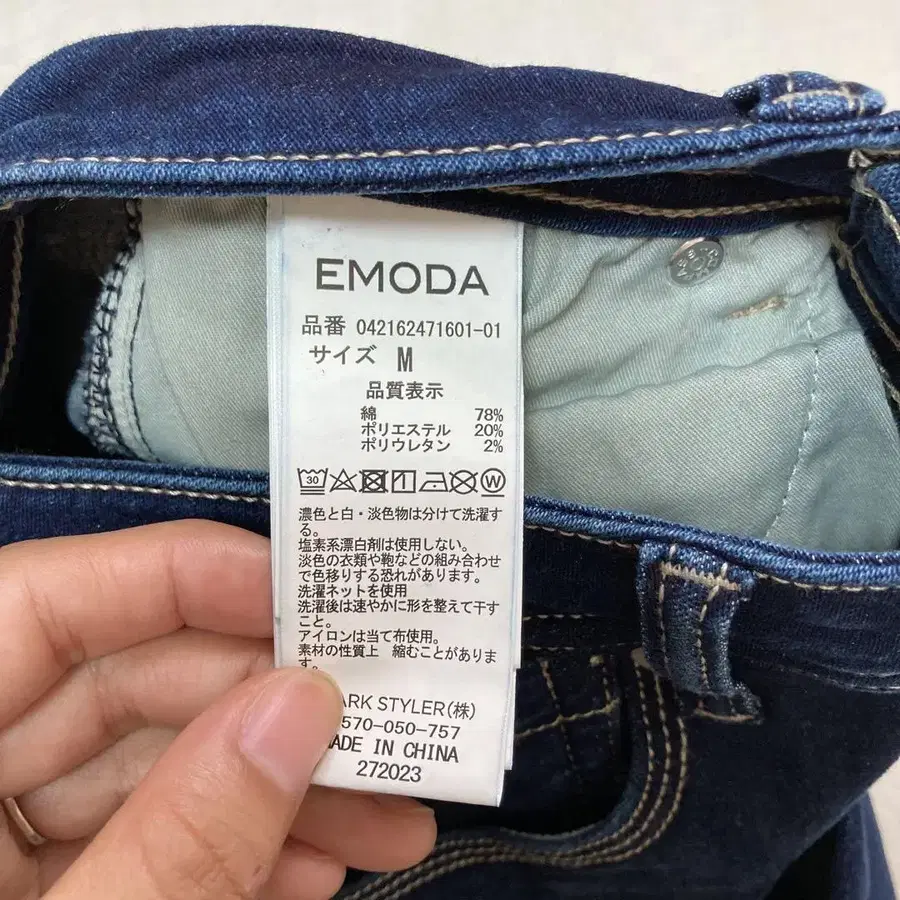 EMODA
品番 042162471601-01
サイズ M
品質表示
綿 78%
ポリエステル 20%
ポリウレタン 2%
30 W
濃色と白・淡色物は分けて洗濯す
る。
塩素系漂白剤は使用しない。
淡色の衣類や鞄などの組み合わせ
で色移りする恐れがあります。
洗濯ネットを使用
洗濯後は速やかに形を整えて干す
こと。
アイロンは当て布使用。
素材の性質上 縮むことがありま
す。
ARK STYLER(株)
570-050-757
MADE IN CHINA
272023